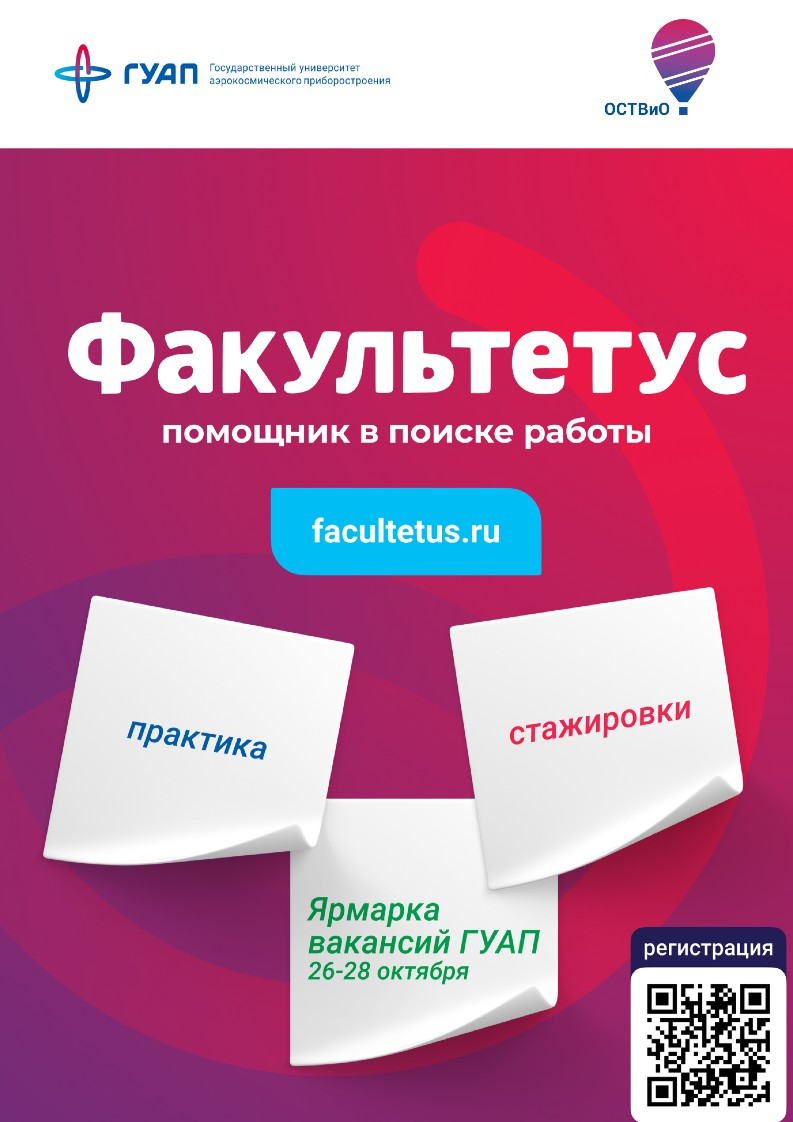 ГУАП
Государственный университет
аэрокосмического приборостроения
ОСТВиО
Факультетус
помощник в поиске работы
facultetus.ru
практика
стажировки
Ярмарка
вакансий ГУАП
26-28 октября
регистрация